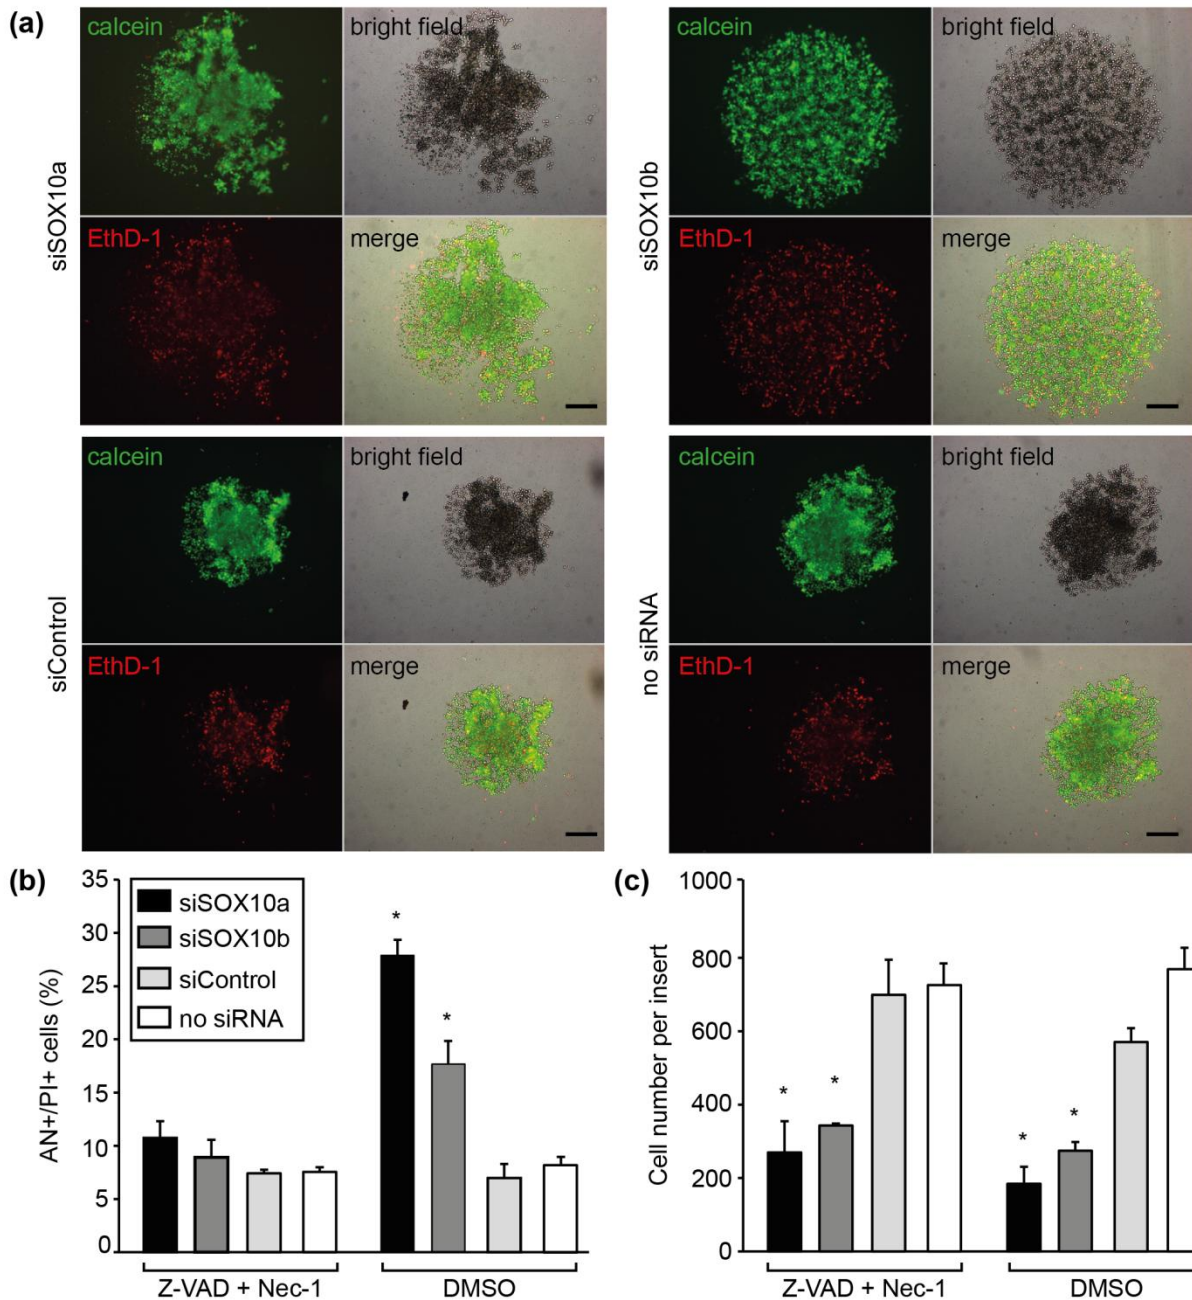 (a)
siSOX10a
calcein
bright field
EthD-1
merge
siSOX10b
calcein
bright field
EthD-1
merge
siControl
calcein
bright field
EthD-1
merge
no siRNA
calcein
bright field
EthD-1
merge
(b)
AN+/PI+ cells (%)
35
30
25
20
15
10
5
0
siSOX10a
siSOX10b
siControl
no siRNA
*
*
Z-VAD + Nec-1
DMSO
(c)
Cell number per insert
1000
800
600
400
200
0
*
*
*
*
Z-VAD + Nec-1
DMSO